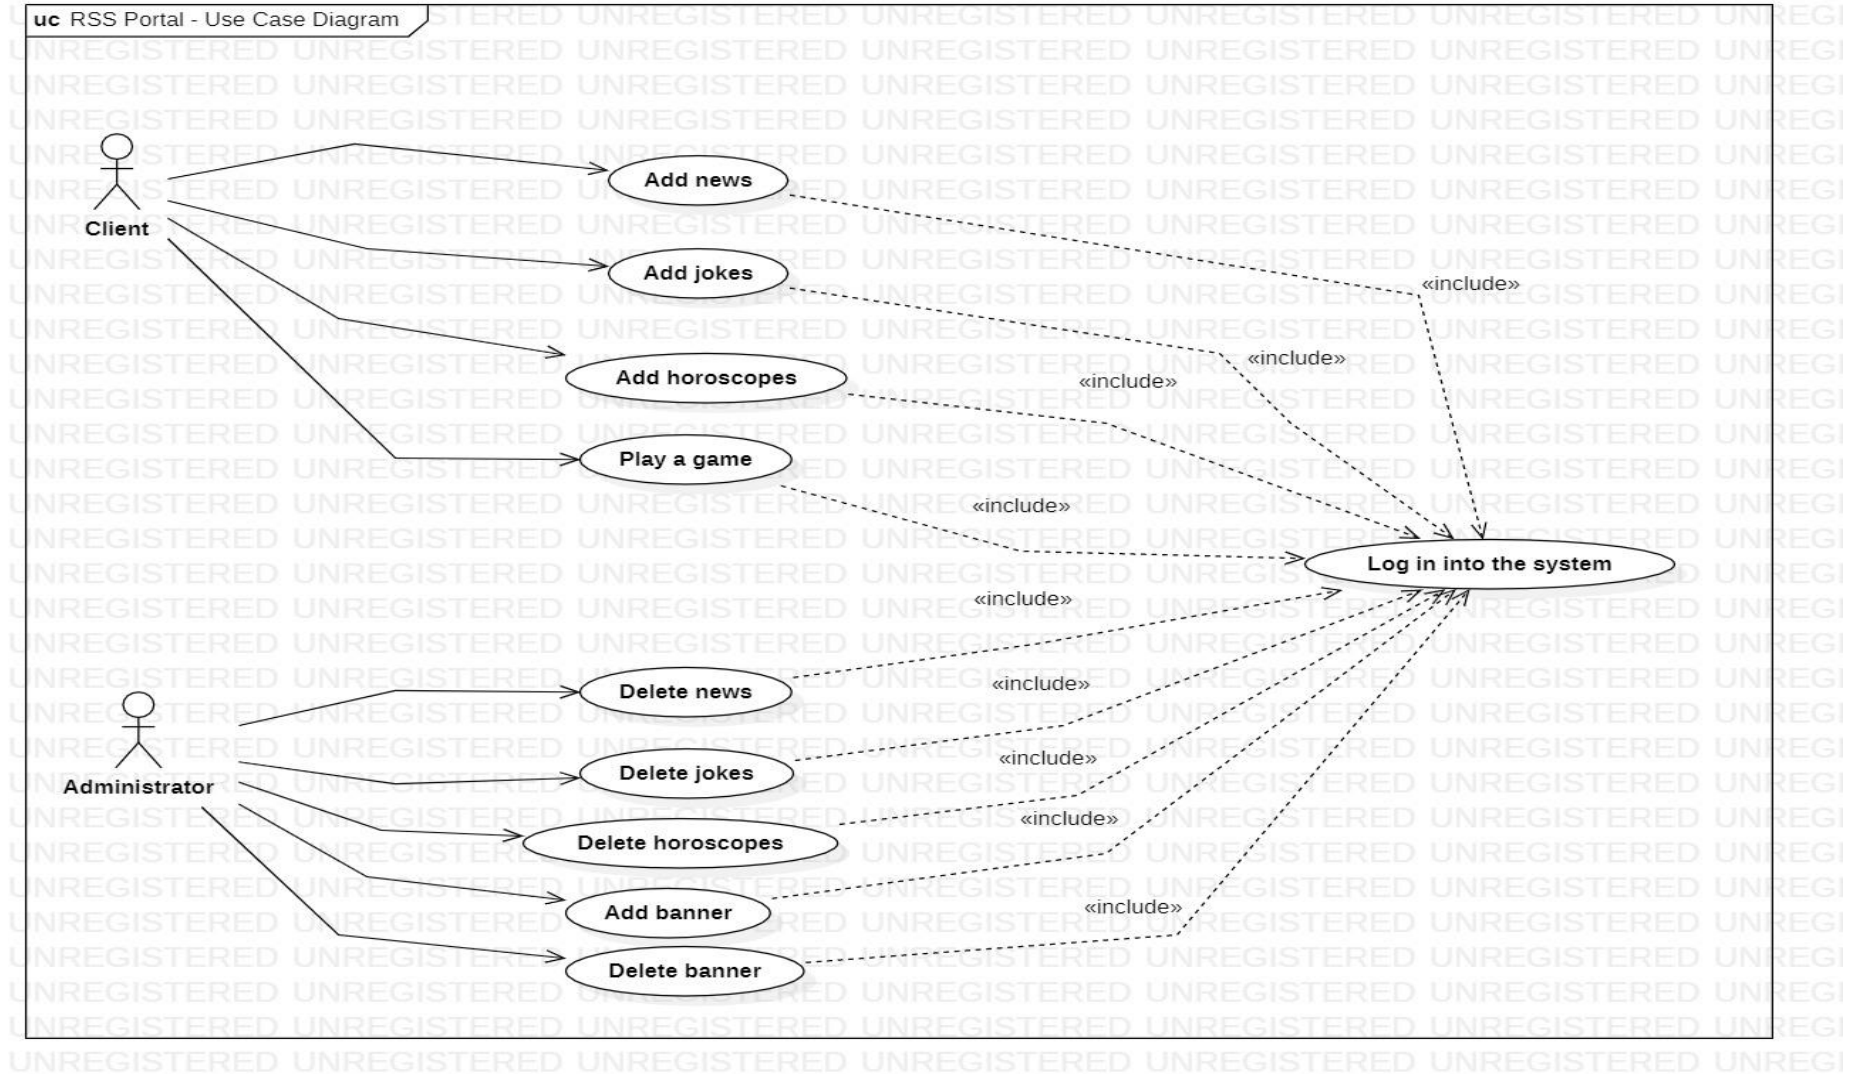 uc RSS Portal - Use Case Diagram
Client
Add news
Add jokes
Add horoscopes
Play a game
«include»
«include»
«include»
«include»
Log in into the system
Administrator
Delete news
Delete jokes
Delete horoscopes
Add banner
Delete banner
«include»
«include»
«include»
«include»
«include»
UNREGISTERED UNREGISTERED UNREGISTERED UNREGISTERED UNREGISTERED UNREGISTERED UNREGI